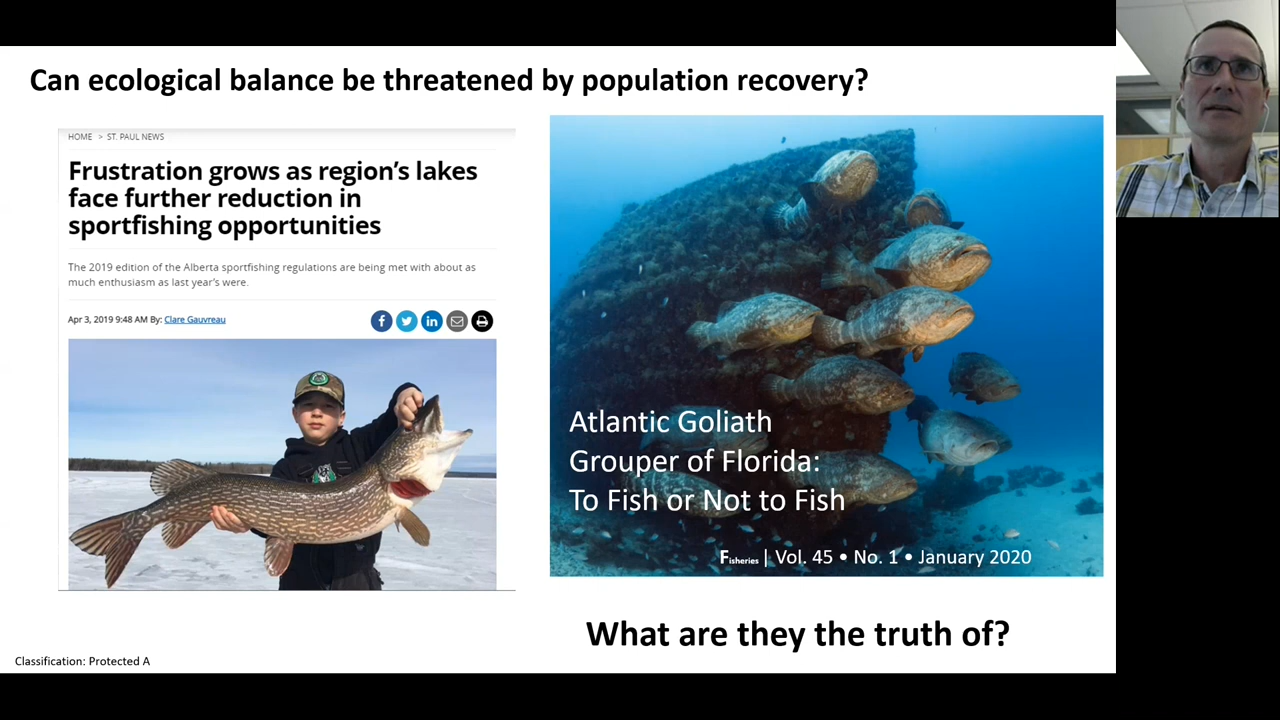 Can ecological balance be threatened by population recovery?
HOME > ST. PAUL NEWS
Frustration grows as region's lakes
face further reduction in
sportfishing opportunities
The 2019 edition of the Alberta sportfishing regulations are being met with about as
much enthusiasm as last year's were.
Apr 3, 2019 9:48 AM By: Clare Gauvreau
Atlantic Goliath
Grouper of Florida:
To Fish or Not to Fish
Fisheries | Vol. 45 • No. 1 • January 2020
What are they the truth of?
Classification: Protected A